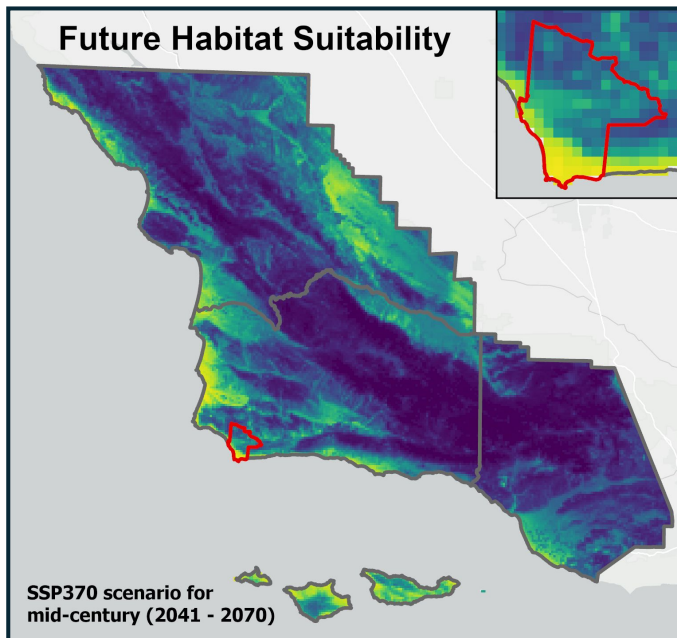 Future Habitat Suitability
SSP370 scenario for
mid-century (2041 - 2070)